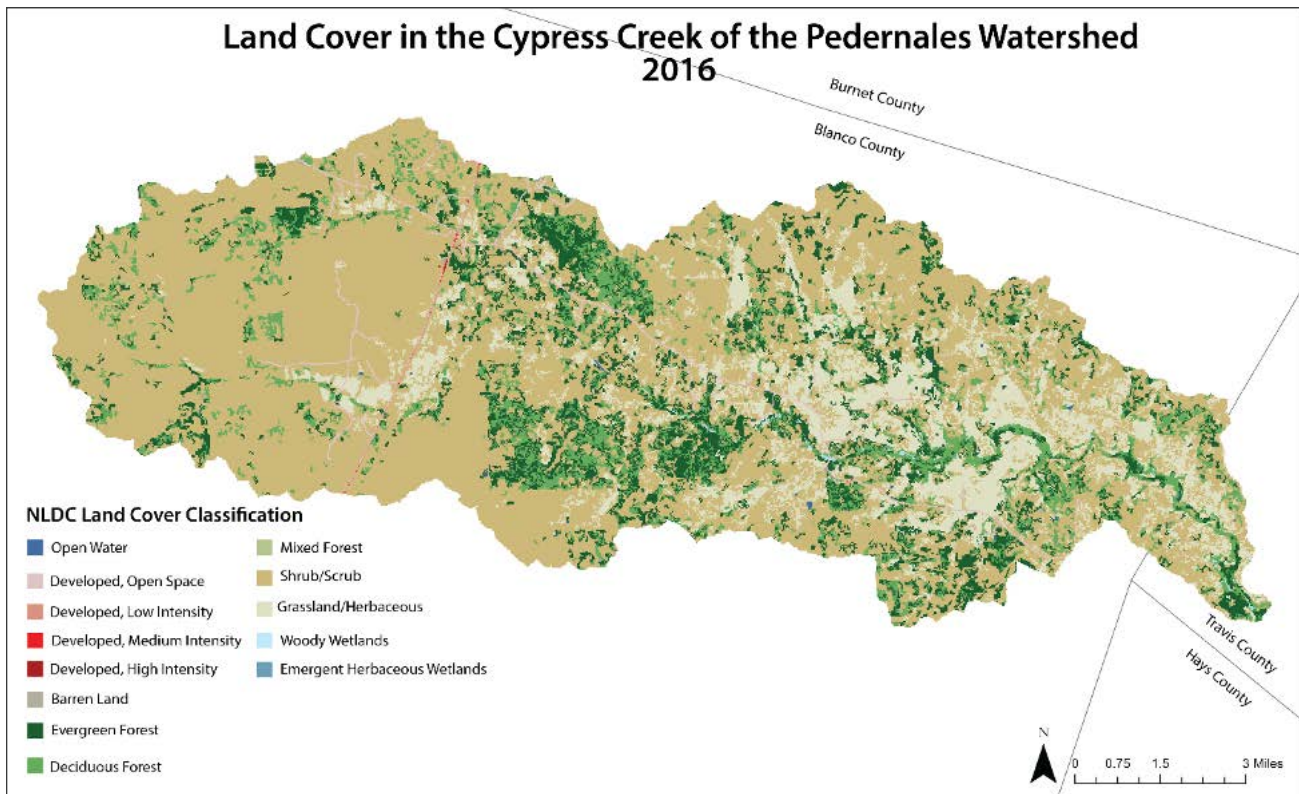 Land Cover in the Cypress Creek of the Pedernales Watershed
2016
Burnet County
Blanco County
NLDC Land Cover Classification
Open Water
Developed, Open Space
Developed, Low Intensity
Developed, Medium Intensity
Developed, High Intensity
Barren Land
Evergreen Forest
Deciduous Forest
Mixed Forest
Shrub/Scrub
Grassland/Herbaceous
Woody Wetlands
Emergent Herbaceous Wetlands
Travis County
Hays County
N
0 0.75 1.5 3 Miles